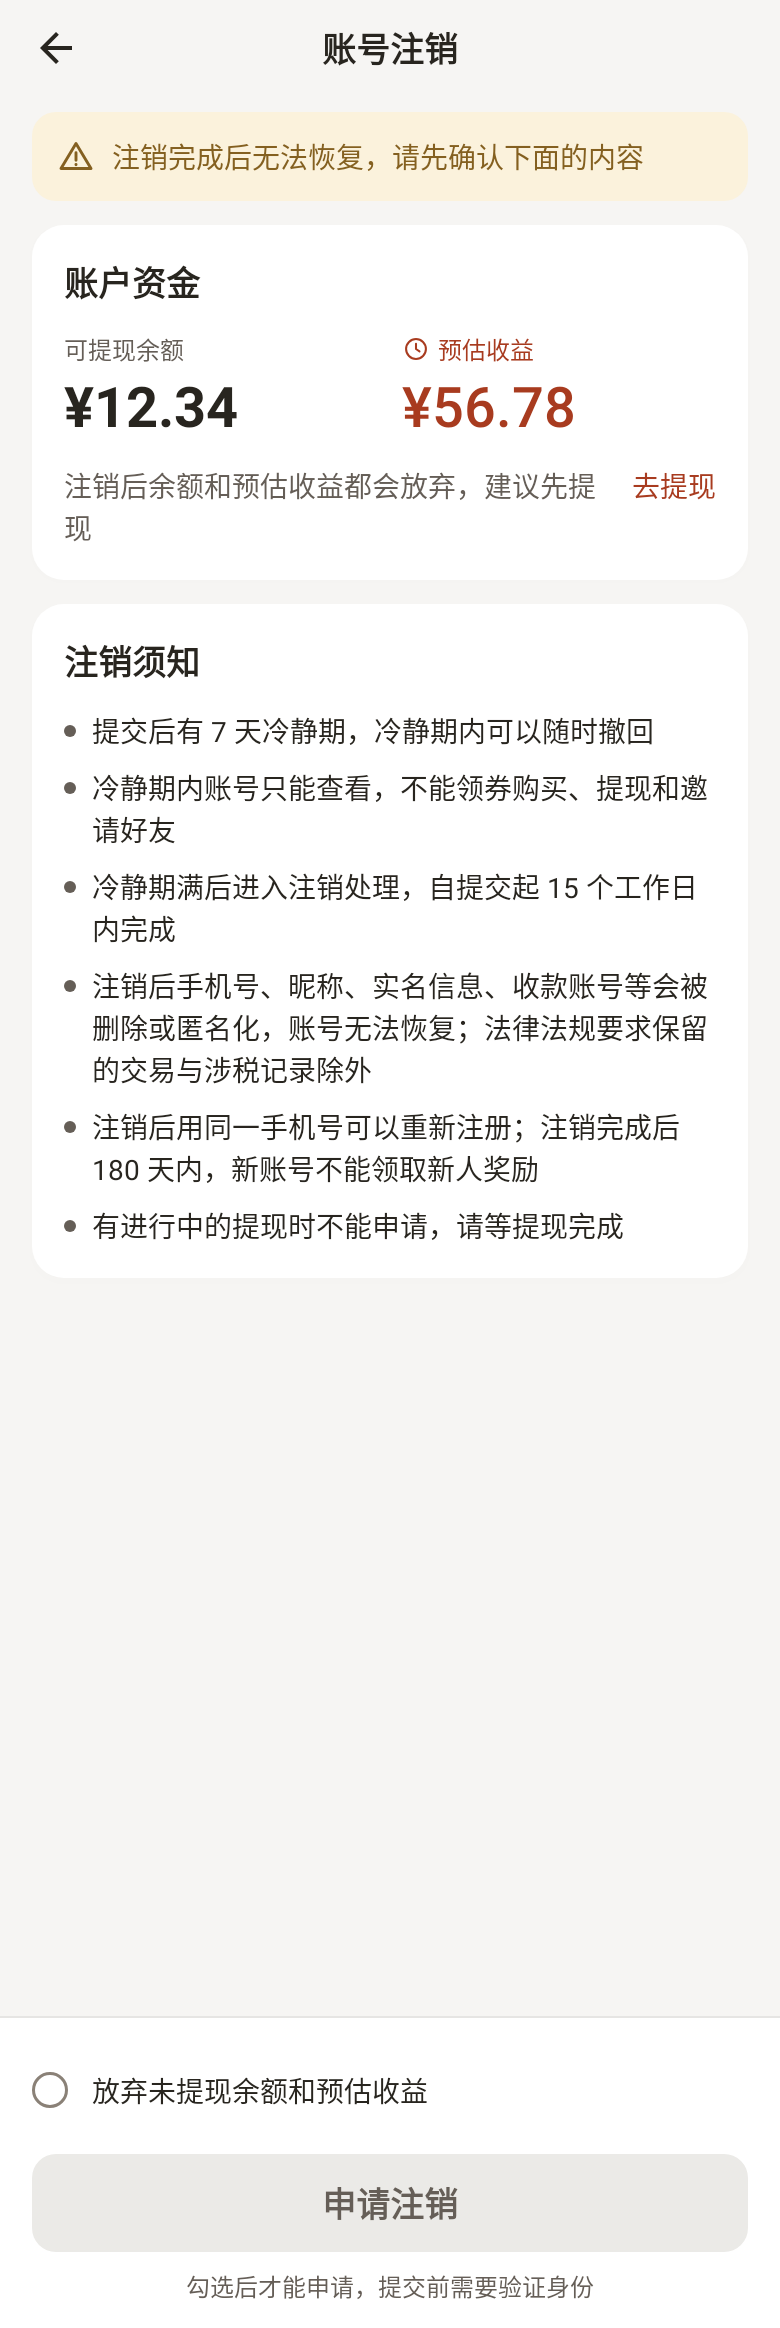 账号注销
注销完成后无法恢复，请先确认下面的内容
账户资金
可提现余额
预估收益
¥12.34
¥56.78
注销后余额和预估收益都会放弃，建议先提
现
去提现
注销须知
提交后有 7 天冷静期，冷静期内可以随时撤回
冷静期内账号只能查看，不能领券购买、提现和邀
请好友
冷静期满后进入注销处理，自提交起 15 个工作日
内完成
注销后手机号、昵称、实名信息、收款账号等会被
删除或匿名化，账号无法恢复；法律法规要求保留
的交易与涉税记录除外
注销后用同一手机号可以重新注册；注销完成后
180 天内，新账号不能领取新人奖励
有进行中的提现时不能申请，请等提现完成
放弃未提现余额和预估收益
申请注销
勾选后才能申请，提交前需要验证身份